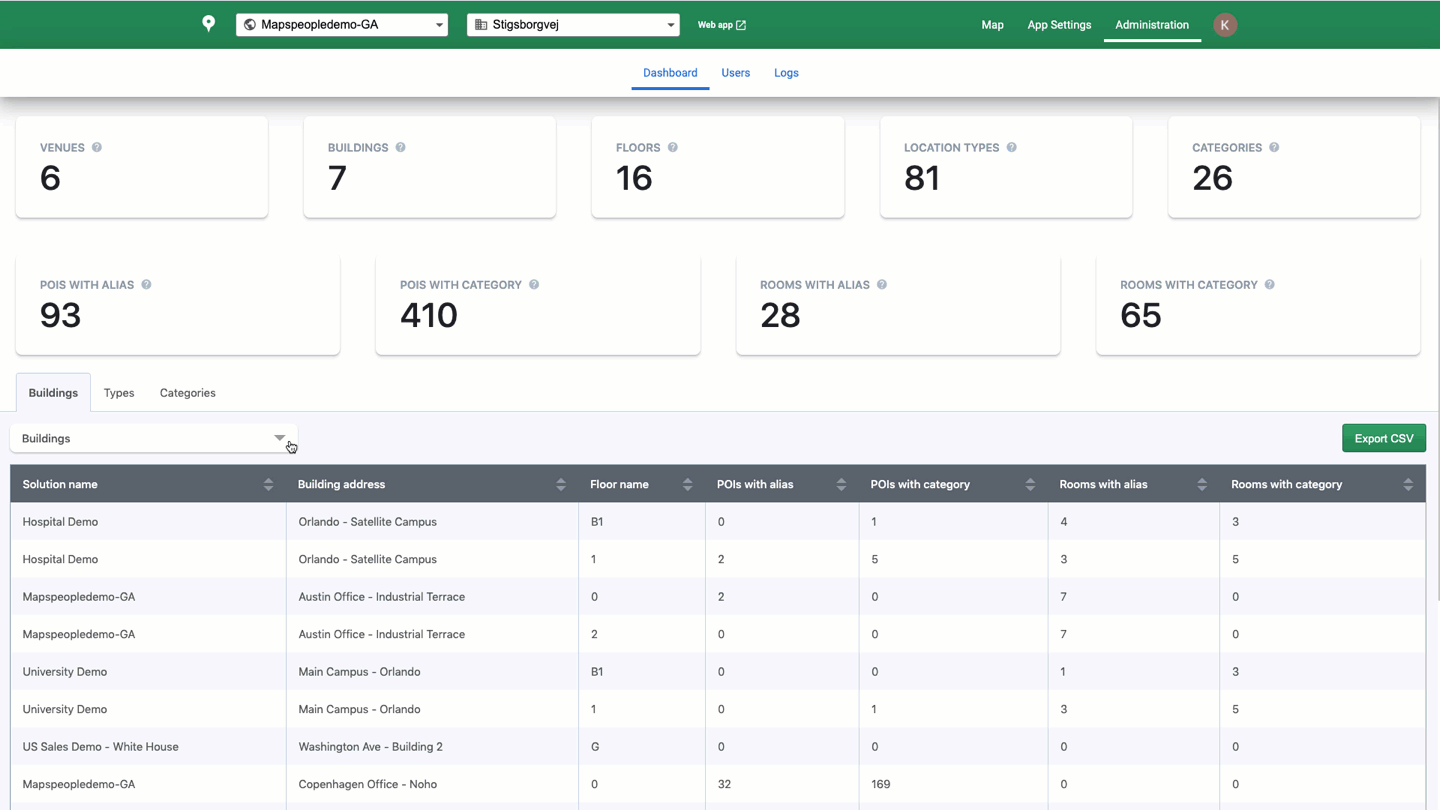 Mapspeopledemo-GA Stigsborgvej Web app Map App Settings Administration K
Dashboard Users Logs
VENUES ? BUILDINGS ? FLOORS ? LOCATION TYPES ? CATEGORIES ?
6 7 16 81 26
POIS WITH ALIAS ? POIS WITH CATEGORY ? ROOMS WITH ALIAS ? ROOMS WITH CATEGORY ?
93 410 28 65
Buildings Types Categories
Buildings Export CSV
Solution name Building address Floor name POIs with alias POIs with category Rooms with alias Rooms with category
Hospital Demo Orlando - Satellite Campus B1 0 1 4 3
Hospital Demo Orlando - Satellite Campus 1 2 5 3 5
Mapspeopledemo-GA Austin Office - Industrial Terrace 0 2 0 7 0
Mapspeopledemo-GA Austin Office - Industrial Terrace 2 0 0 7 0
University Demo Main Campus - Orlando B1 0 0 1 3
University Demo Main Campus - Orlando 1 0 1 3 5
US Sales Demo - White House Washington Ave - Building 2 G 0 0 0 0
Mapspeopledemo-GA Copenhagen Office - Noho 0 32 169 0 0